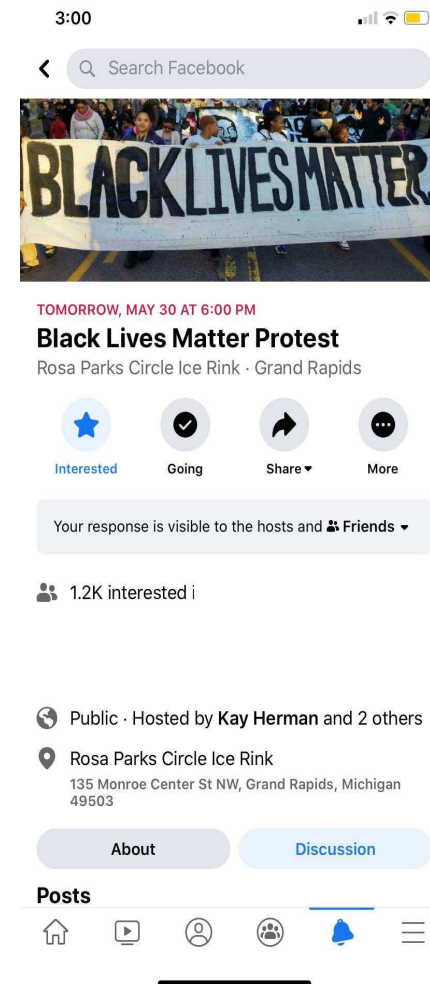 3:00
Search Facebook
BLACK LIVES MATTER
TOMORROW, MAY 30 AT 6:00 PM
Black Lives Matter Protest
Rosa Parks Circle Ice Rink · Grand Rapids
Interested Going Share More
Your response is visible to the hosts and Friends
1.2K interested i
Public · Hosted by Kay Herman and 2 others
Rosa Parks Circle Ice Rink
135 Monroe Center St NW, Grand Rapids, Michigan
49503
About Discussion
Posts